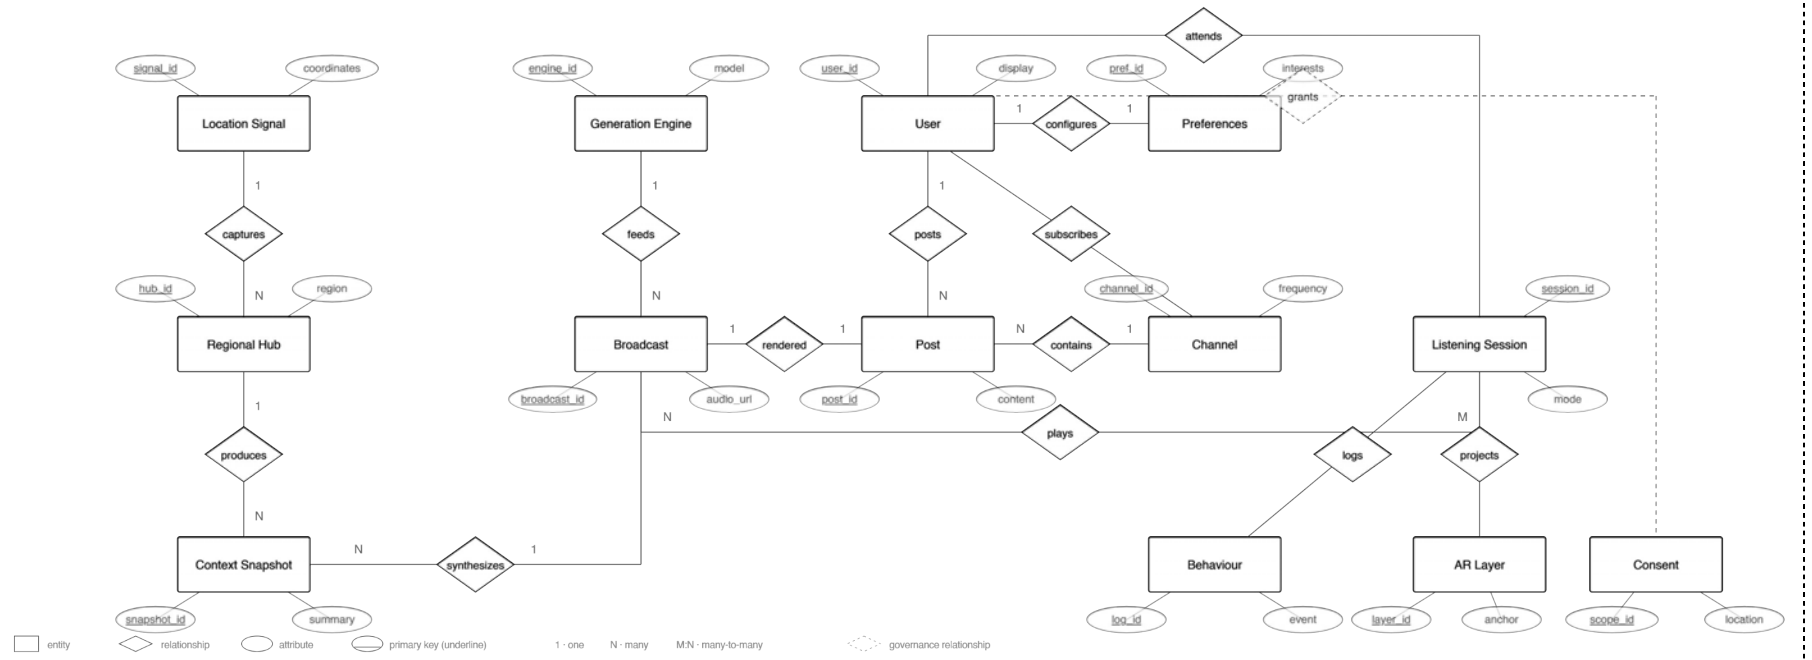 attends
signal_id
coordinates
engine_id
model
user_id
display
pref_id
interests
grants
Location Signal
Generation Engine
User
1
configures
1
Preferences
1
1
1
captures
feeds
posts
subscribes
hub_id
region
N
N
N
channel_id
frequency
session_id
Regional Hub
Broadcast
1
rendered
1
Post
N
contains
1
Channel
Listening Session
broadcast_id
audio_url
post_id
content
mode
1
N
M
plays
produces
logs
projects
N
Context Snapshot
N
synthesizes
1
Behaviour
AR Layer
Consent
snapshot_id
summary
log_id
event
layer_id
anchor
scope_id
location
entity
relationship
attribute
primary key (underline)
1 · one
N · many
M:N · many-to-many
governance relationship